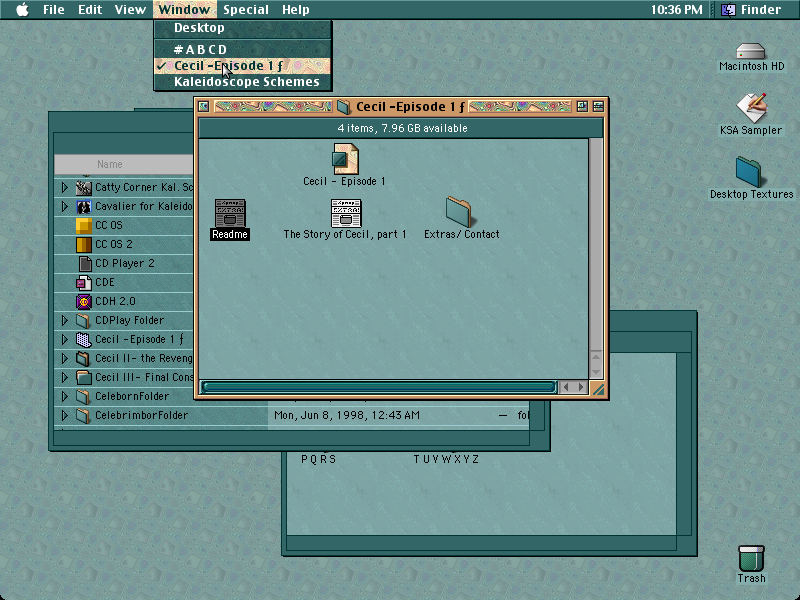 File Edit View Window Special Help 10:36 PM Finder
Desktop
#ABCD
✓ Cecil -Episode 1 ƒ
Kaleidoscope Schemes
Macintosh HD
KSA Sampler
Desktop Textures
Trash
Cecil -Episode 1 ƒ
4 items, 7.96 GB available
Cecil - Episode 1
Readme
The Story of Cecil, part 1
Extras/ Contact
Name
Catty Corner Kal. Sc
Cavalier for Kaleido
CC OS
CC OS 2
CD Player 2
CDE
CDH 2.0
CDPlay Folder
Cecil -Episode 1 ƒ
Cecil II- the Reveng
Cecil III- Final Cons
CelebornFolder
CelebrimborFolder
Mon, Jun 8, 1998, 12:43 AM — fol
PQRS
TUVWXYZ